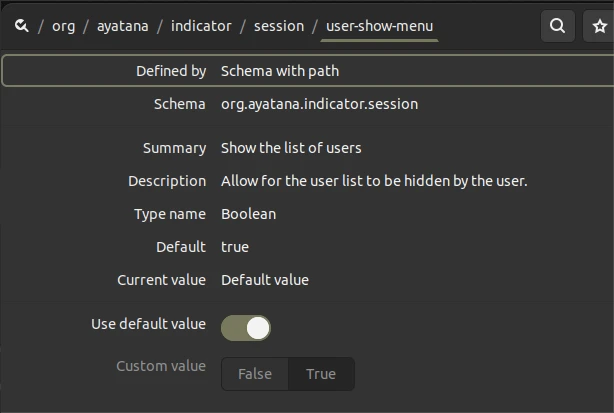 / org / ayatana / indicator / session / user-show-menu
Defined by Schema with path
Schema org.ayatana.indicator.session
Summary Show the list of users
Description Allow for the user list to be hidden by the user.
Type name Boolean
Default true
Current value Default value
Use default value
Custom value False True